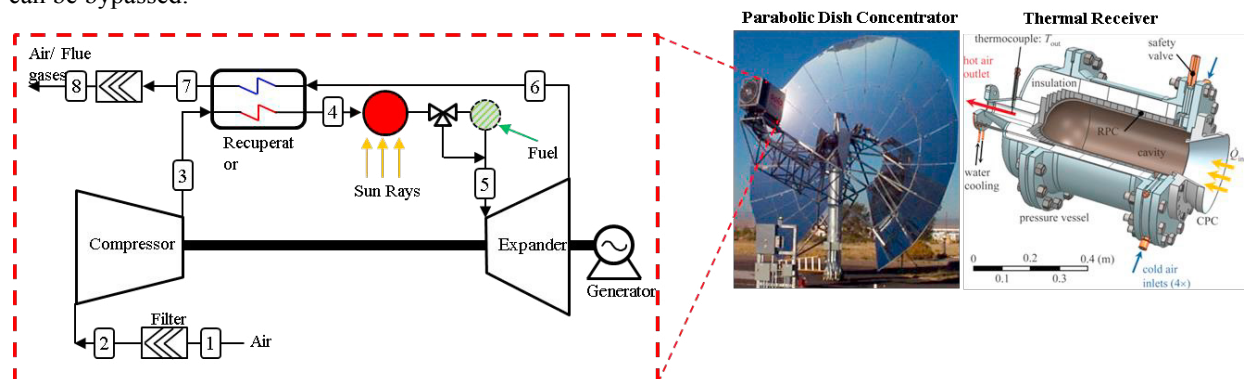 can be bypassed.
Parabolic Dish Concentrator
Thermal Receiver
Air/ Flue
gases
8
7
6
Recuperat
or
4
Sun Rays
Fuel
3
5
Compressor
Expander
Generator
Filter
2
1
Air
thermocouple: Tout
safety
valve
hot air
outlet
insulation
RPC
cavity
Q̇in
water
cooling
pressure vessel
CPC
0
0.2
0.4 (m)
0.1
0.3
cold air
inlets (4×)